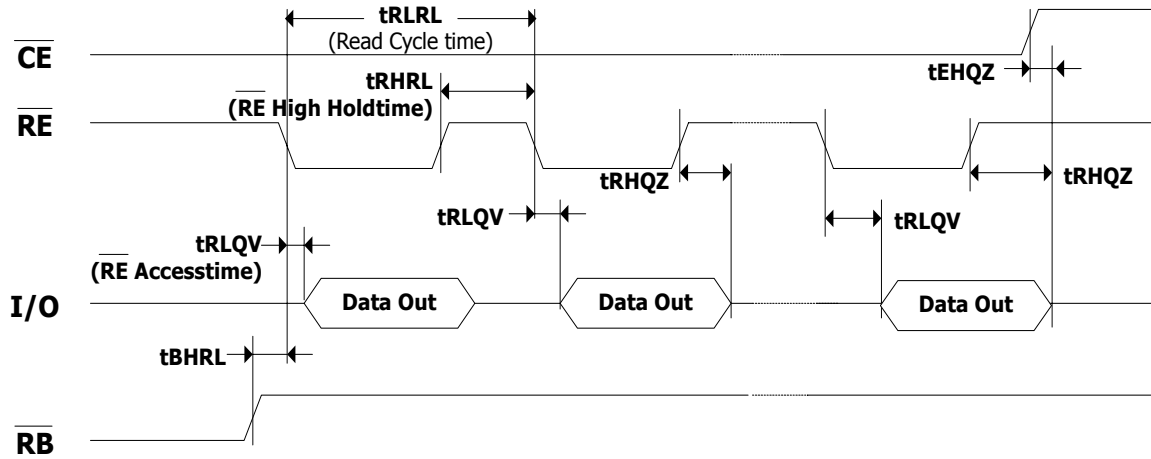 tRLRL
(Read Cycle time)
CE
tEHQZ
tRHRL
(RE High Holdtime)
RE
tRHQZ
tRHQZ
tRLQV
tRLQV
tRLQV
(RE Accesstime)
I/O
Data Out
Data Out
Data Out
tBHRL
RB